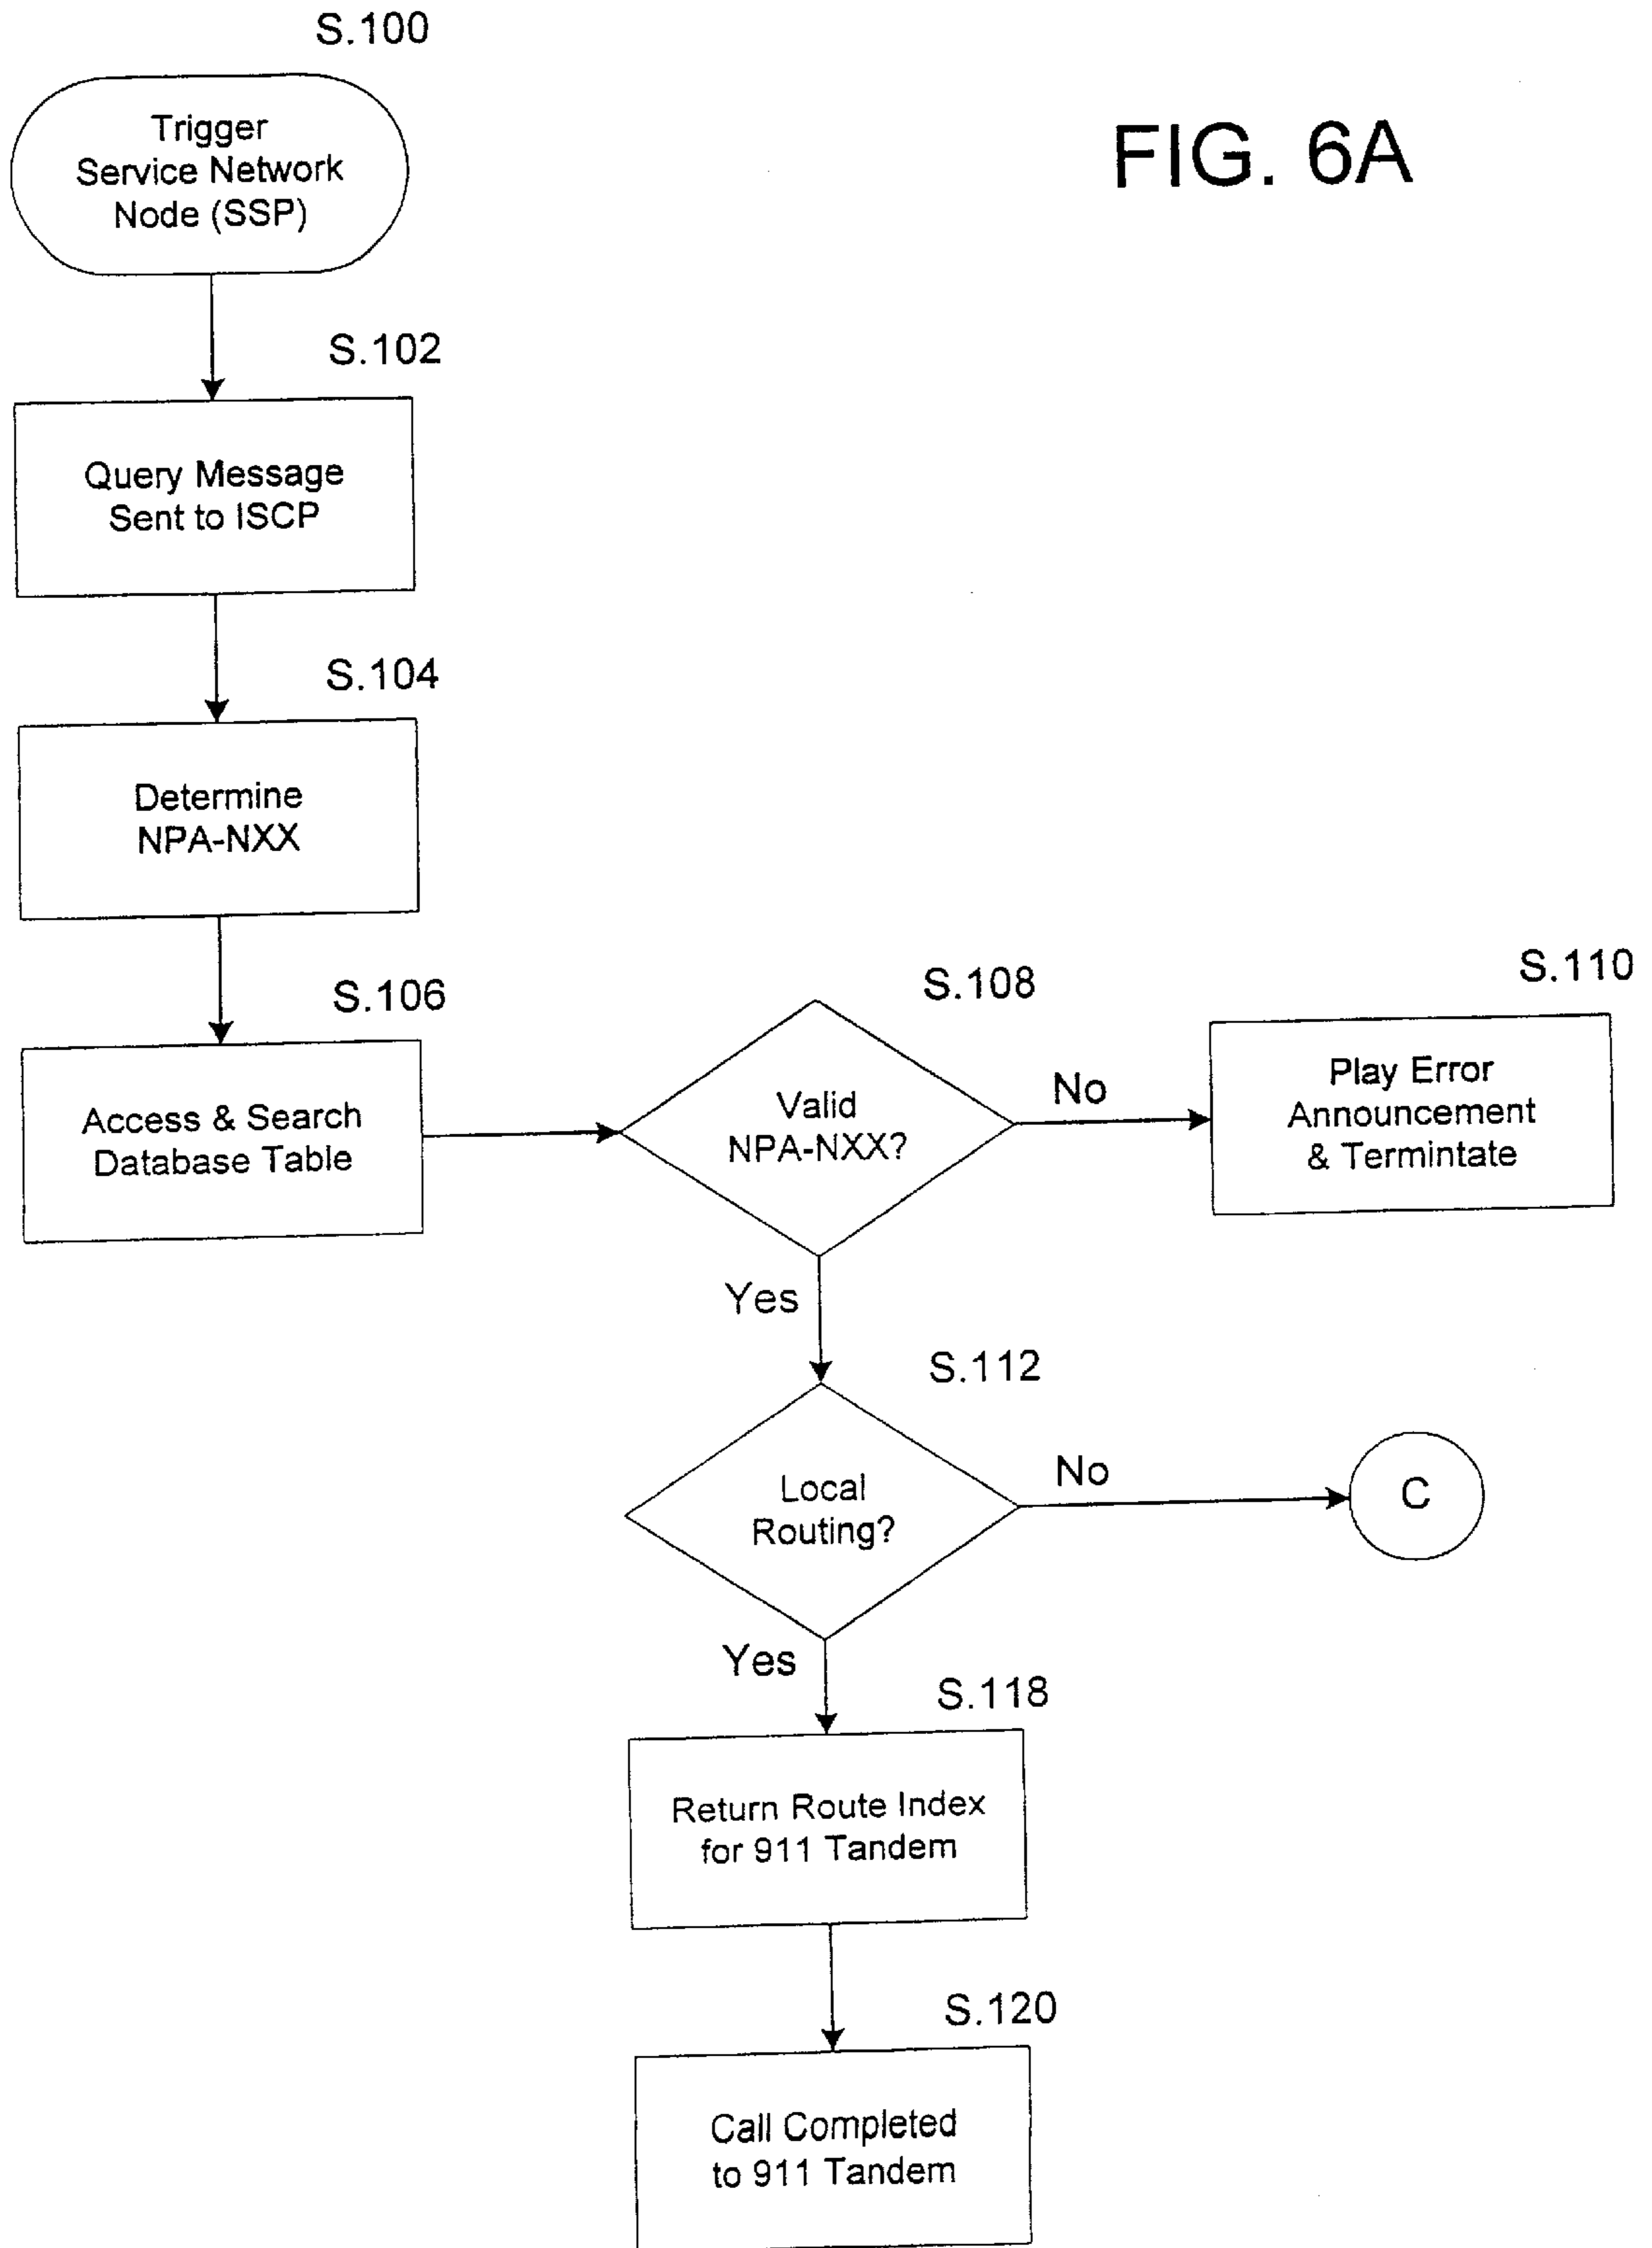 S.100
FIG. 6A
Trigger
Service Network
Node (SSP)
S.102
Query Message
Sent to ISCP
S.104
Determine
NPA-NXX
S.106
Access & Search
Database Table
S.108
Valid
NPA-NXX?
No
S.110
Play Error
Announcement
& Termintate
Yes
S.112
Local
Routing?
No
C
Yes
S.118
Return Route Index
for 911 Tandem
S.120
Call Completed
to 911 Tandem